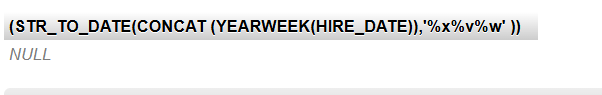 (STR_TO_DATE(CONCAT (YEARWEEK(HIRE_DATE)),'%x%v%w' ))
NULL